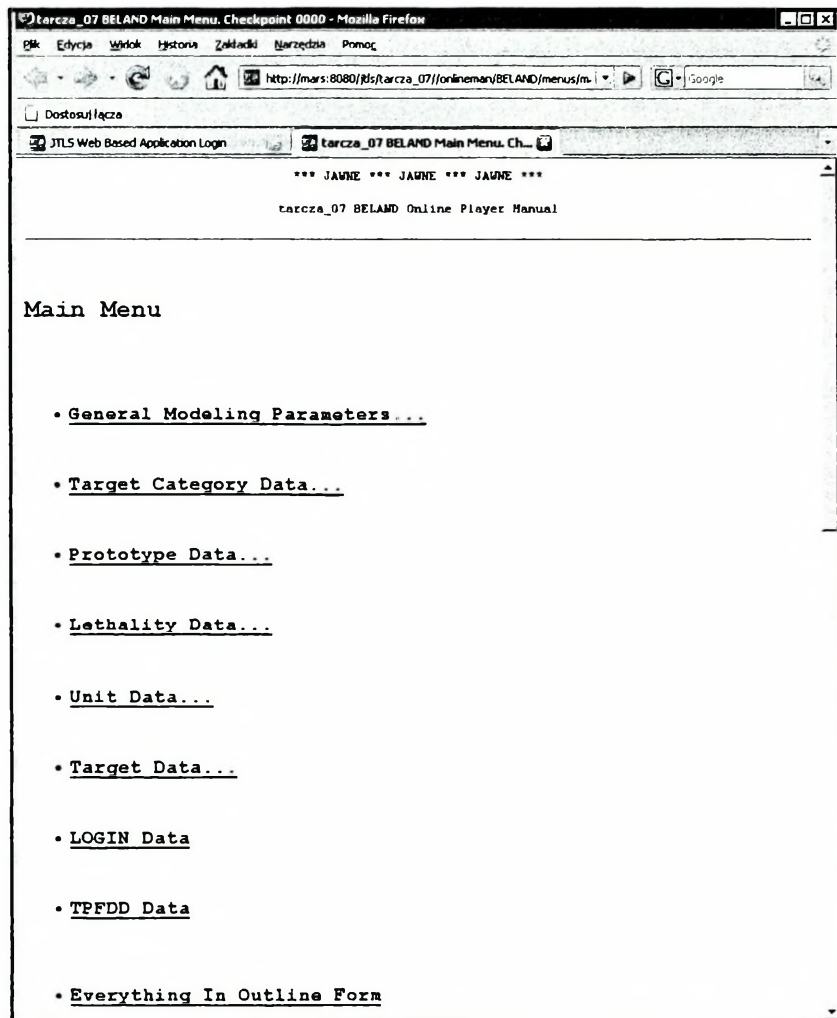 tarcza_07 BELAND Main Menu. Checkpoint 0000 - Mozilla Firefox
Plik Edycja Widok Historia Zakładki Narzędzia Pomoc
http://mars:8080/jtls/tarcza_07//onlineman/BELAND/menus/m. G Google
Dostosuj łącza
JTLS Web Based Application Login tarcza_07 BELAND Main Menu. Ch...
*** JAWNE *** JAWNE *** JAWNE ***
tarcza_07 BELAND Online Player Manual
Main Menu
• General Modeling Parameters...
• Target Category Data...
• Prototype Data...
• Lethality Data...
• Unit Data...
• Target Data...
• LOGIN Data
• TPFDD Data
• Everything In Outline Form